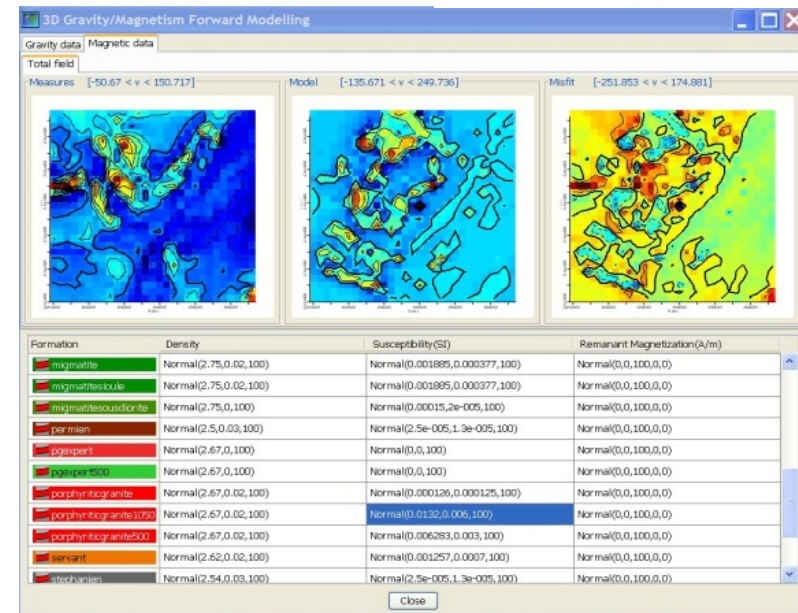 3D Gravity/Magnetism Forward Modelling
Gravity data Magnetic data
Total field
Measures [-50.67 < v < 150.717] Model [-135.671 < v < 249.736] Misfit [-251.853 < v < 174.881]
Formation Density Susceptibility(SI) Remanant Magnetization(A/m)
migmatite Normal(2.75,0.02,100) Normal(0.001885,0.000377,100) Normal(0,0,100,0,0)
migmatitesioule Normal(2.75,0.02,100) Normal(0.001885,0.000377,100) Normal(0,0,100,0,0)
migmatitesousdiorite Normal(2.75,0,100) Normal(0.00015,2e-005,100) Normal(0,0,100,0,0)
permien Normal(2.5,0.03,100) Normal(2.5e-005,1.3e-005,100) Normal(0,0,100,0,0)
pgexpert Normal(2.67,0,100) Normal(0,0,100) Normal(0,0,100,0,0)
pgexpert500 Normal(2.67,0,100) Normal(0,0,100) Normal(0,0,100,0,0)
porphyriticgranite Normal(2.67,0.02,100) Normal(0.000126,0.000125,100) Normal(0,0,100,0,0)
porphyriticgranite1050 Normal(2.67,0.02,100) Normal(0.0132,0.006,100) Normal(0,0,100,0,0)
porphyriticgranite500 Normal(2.67,0.02,100) Normal(0.006283,0.003,100) Normal(0,0,100,0,0)
servant Normal(2.62,0.02,100) Normal(0.001257,0.0007,100) Normal(0,0,100,0,0)
stephanien Normal(2.54,0.03,100) Normal(2.5e-005,1.3e-005,100) Normal(0,0,100,0,0)
Close